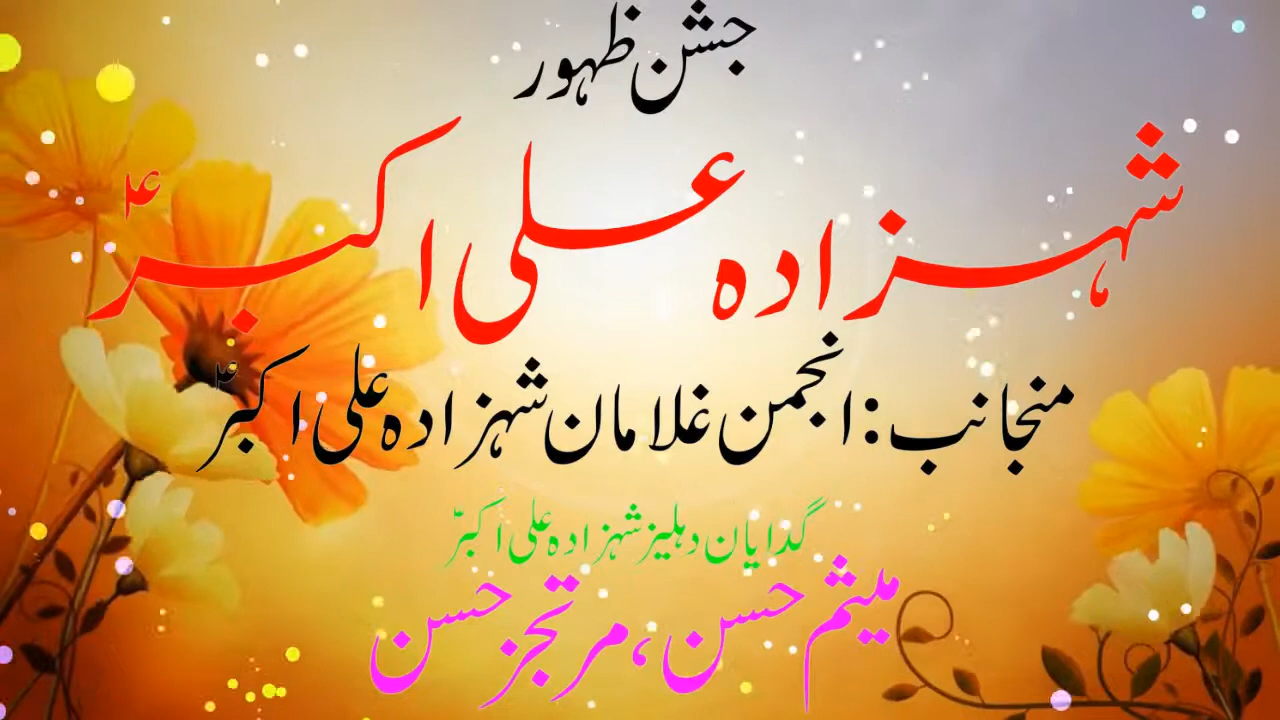 جشن ظہور
شہزادہ علی اکبرؑ
منجانب: انجمن غلامان شہزادہ علی اکبرؑ
گدایان دہلیز شہزادہ علی اکبرؑ
میثم حسن، مرتجز حسن